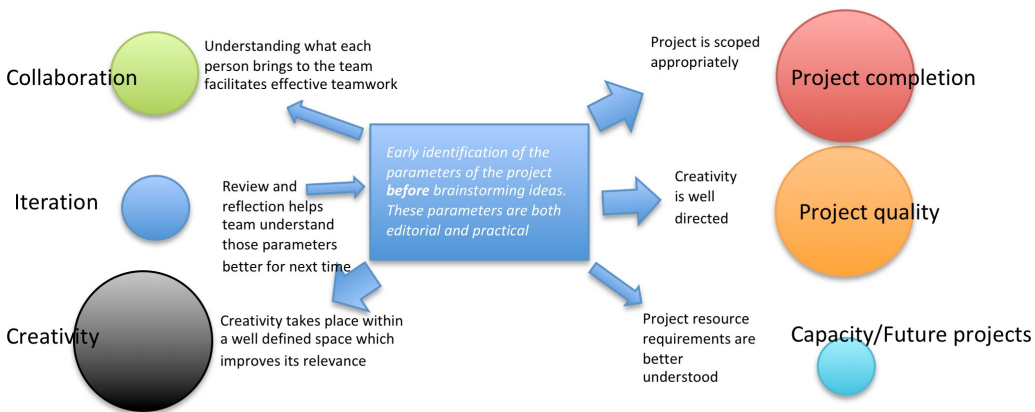 Collaboration
Understanding what each
person brings to the team
facilitates effective teamwork
Iteration
Review and
reflection helps
team understand
those parameters
better for next time
Creativity
Creativity takes place within
a well defined space which
improves its relevance
Early identification of the
parameters of the project
before brainstorming ideas.
These parameters are both
editorial and practical
Project is scoped
appropriately
Project completion
Creativity
is well
directed
Project quality
Project resource
requirements are
better
understood
Capacity/Future projects